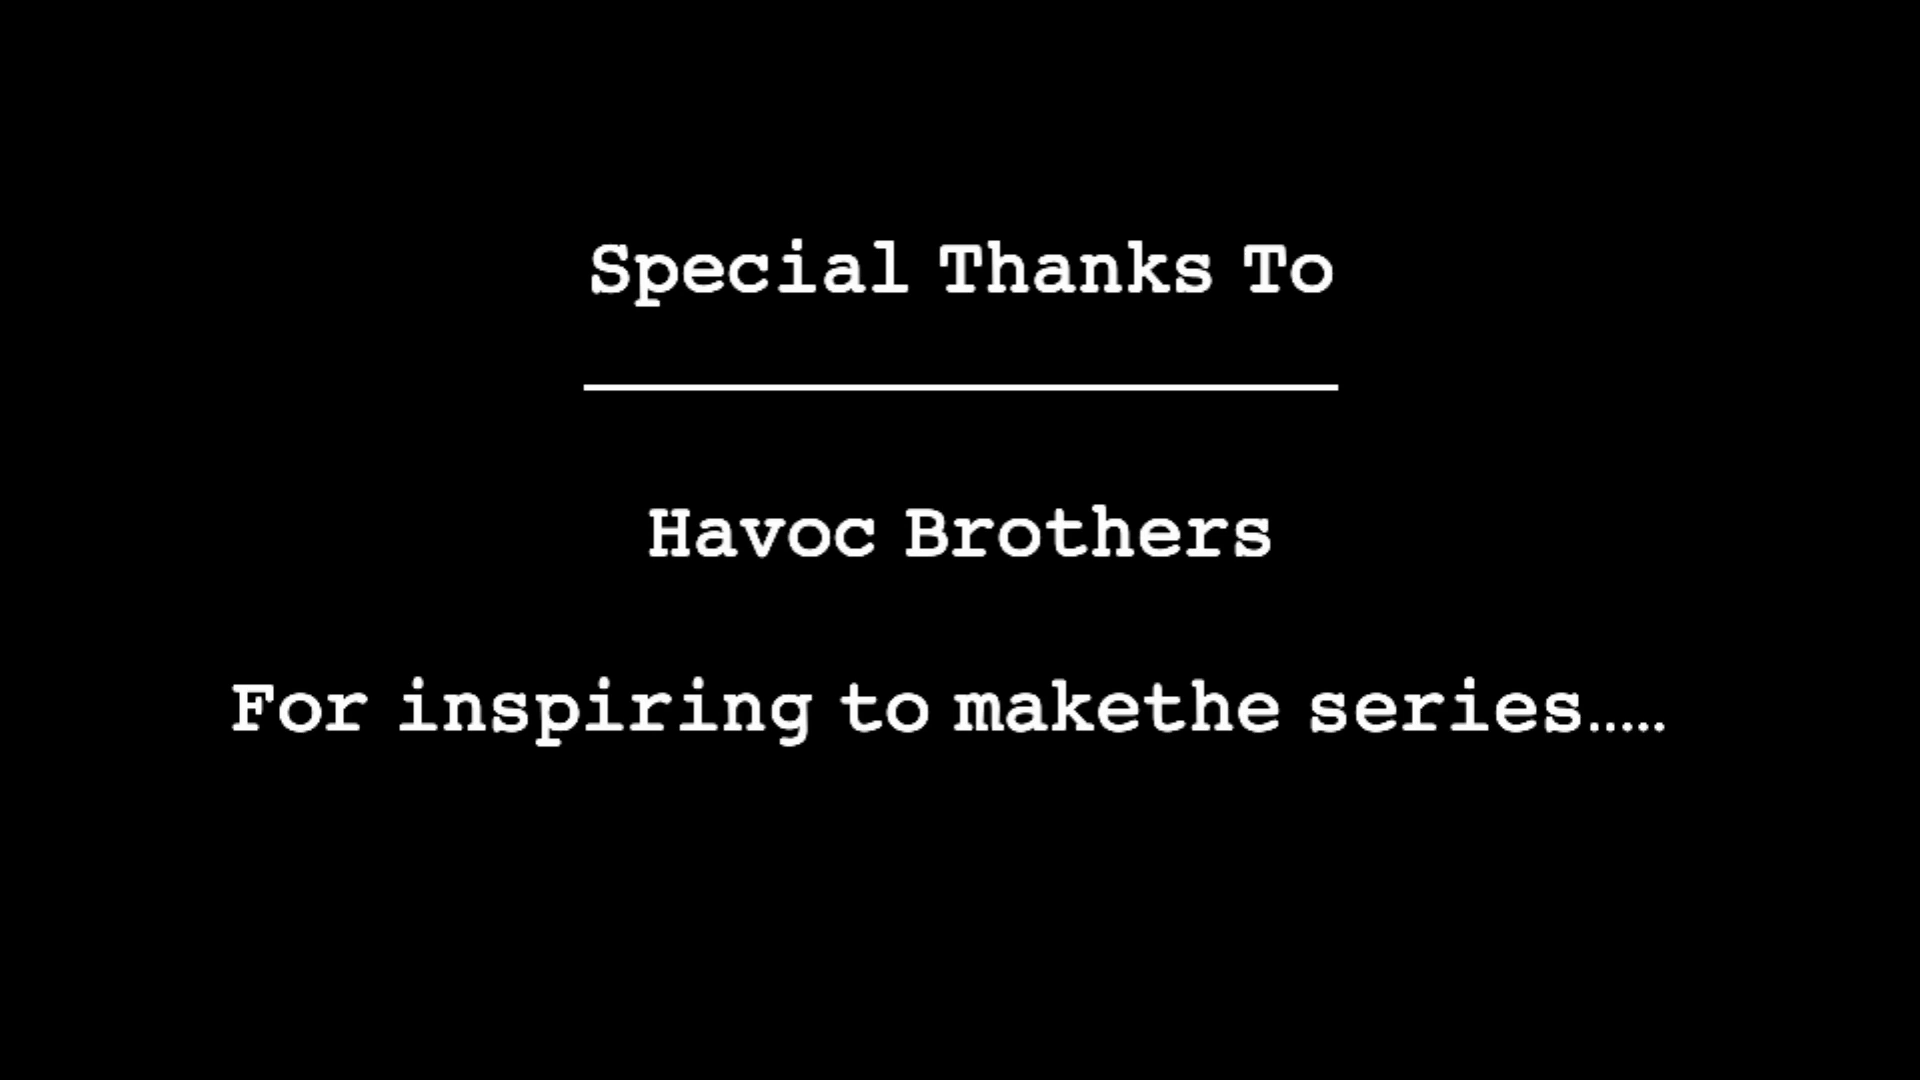 Special Thanks To
Havoc Brothers
For inspiring to makethe series.....